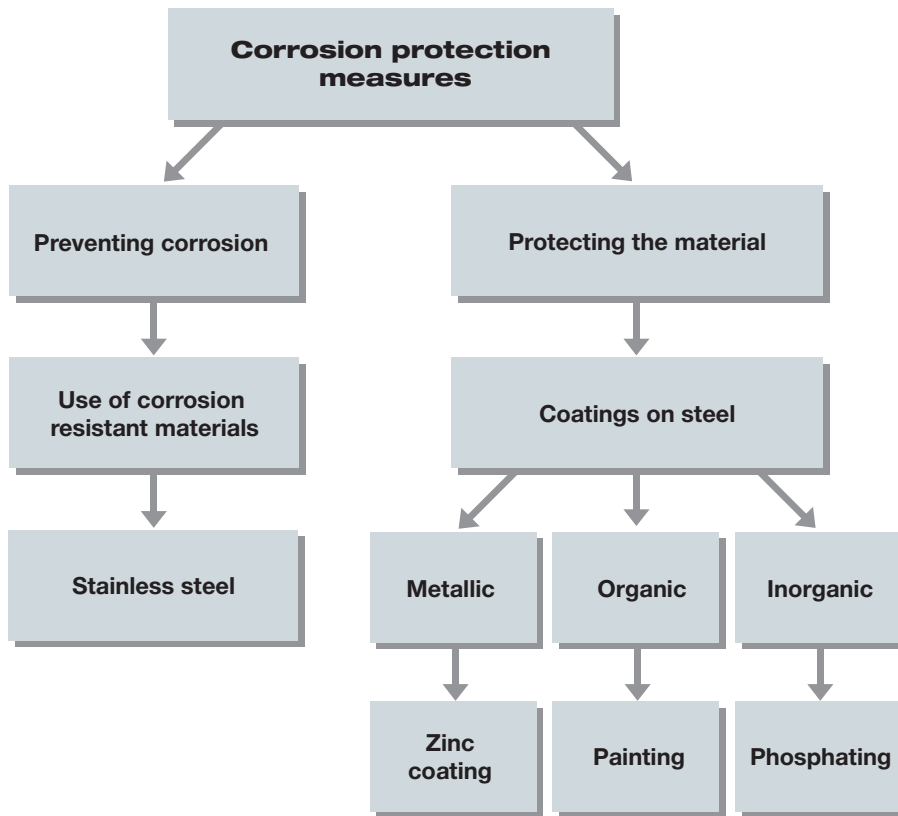 Corrosion protection
measures
Preventing corrosion
Protecting the material
Use of corrosion
resistant materials
Coatings on steel
Stainless steel
Metallic
Organic
Inorganic
Zinc
coating
Painting
Phosphating